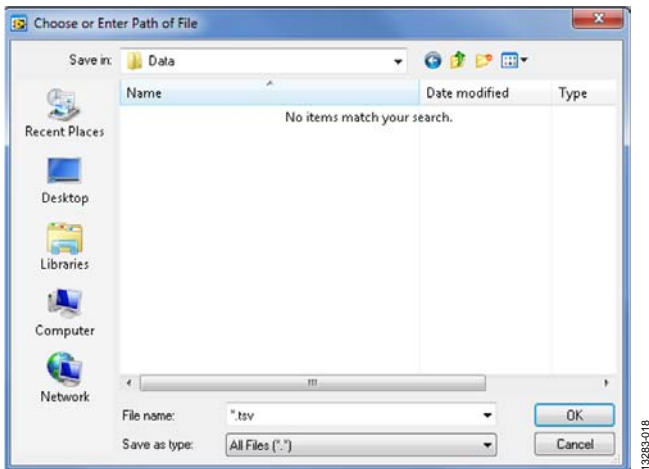 Choose or Enter Path of File
Save in: Data
Name Date modified Type
No items match your search.
Recent Places
Desktop
Libraries
Computer
Network
File name: *.tsv OK
Save as type: All Files (*.*) Cancel
13283-018